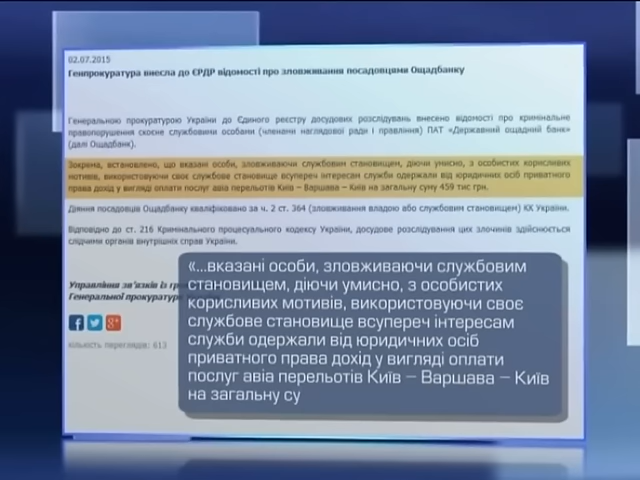 02.07.2015
Генпрокуратура внесла до ЄРДР відомості про зловживання посадовцями Ощадбанку
Генеральною прокуратурою України до Єдиного реєстру досудових розслідувань внесено відомості про кримінальне
правопорушення скоєне службовими особами (членами наглядової ради і правління) ПАТ «Державний ощадний банк»
(далі Ощадбанк).
Зокрема, встановлено, що вказані особи, зловживаючи службовим становищем, діючи умисно, з особистих корисливих
мотивів, використовуючи своє службове становище всупереч інтересам служби одержали від юридичних осіб приватного
права дохід у вигляді оплати послуг авіа перельотів Київ – Варшава – Київ на загальну суму 459 тис грн.
Діяння посадовців Ощадбанку кваліфіковано за ч. 2 ст. 364 (зловживання владою або службовим становищем) КК України.
Відповідно до ст. 216 Кримінального процесуального кодексу України, досудове розслідування цих злочинів здійснюється
слідчими органів внутрішніх справ України.
Управління зв'язків із
Генеральної прокуратури
кількість переглядів: 613
«...вказані особи, зловживаючи службовим
становищем, діючи умисно, з особистих
корисливих мотивів, використовуючи своє
службове становище всупереч інтересам
служби одержали від юридичних осіб
приватного права дохід у вигляді оплати
послуг авіа перельотів Київ – Варшава – Київ
на загальну су